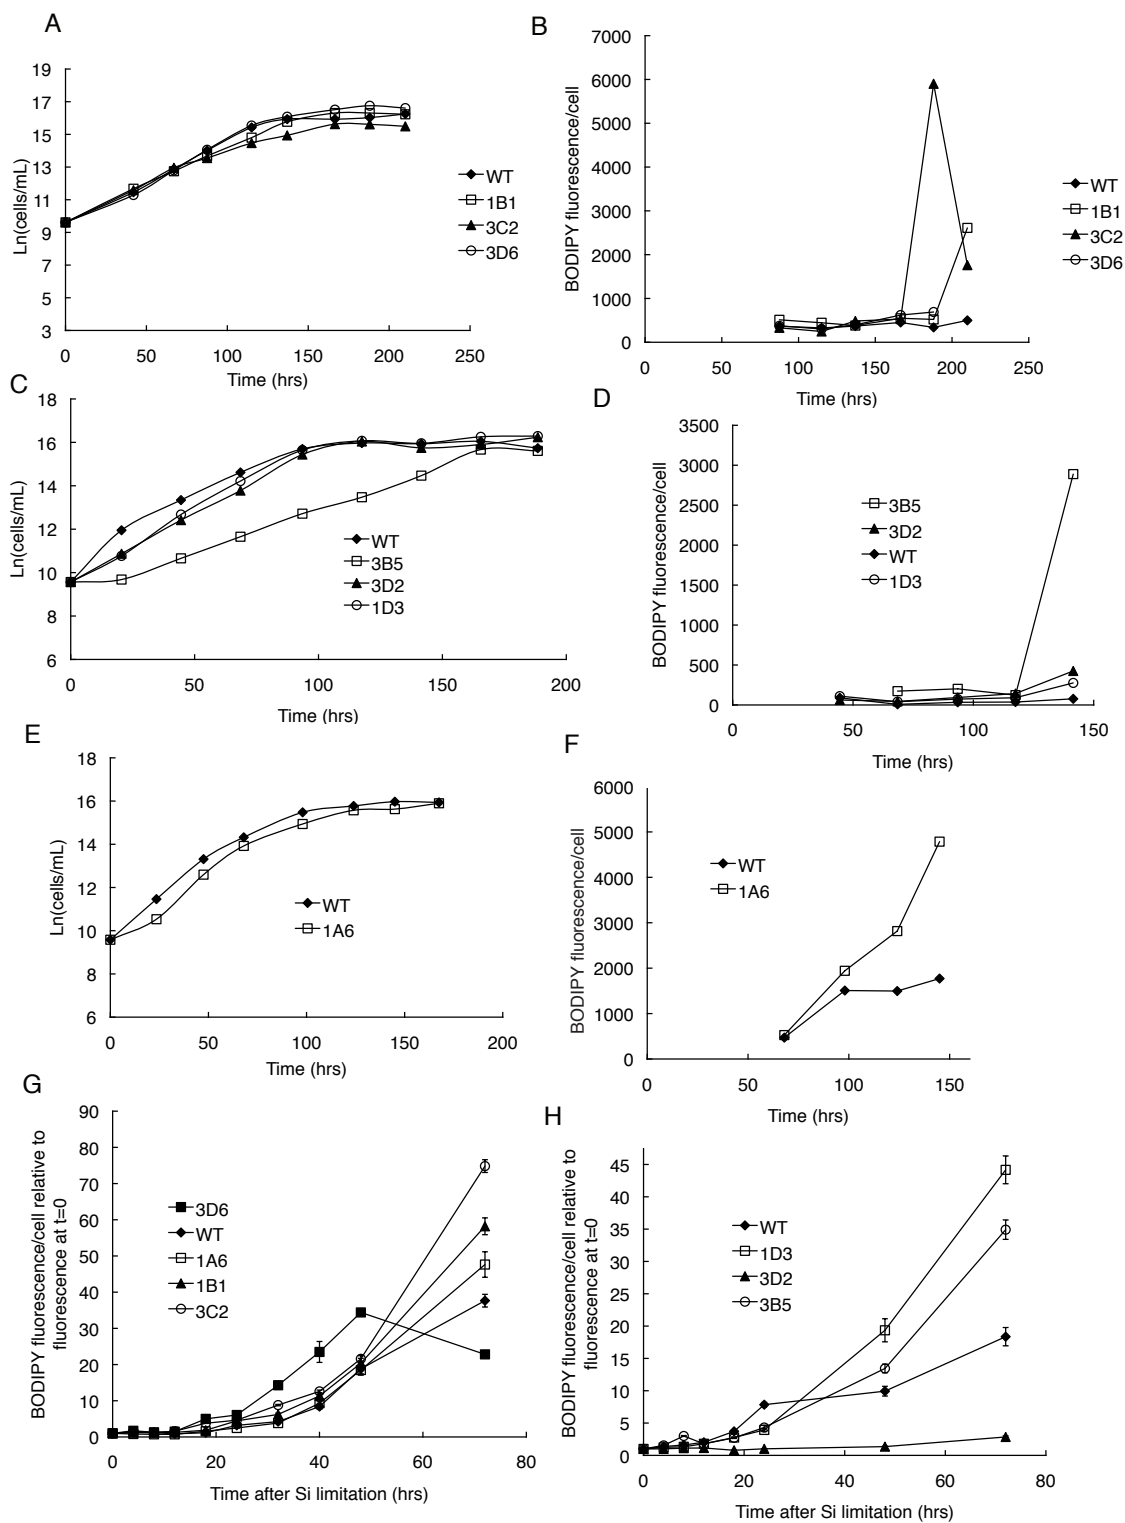 A
19
17
15
13
11
9
7
5
3
Ln(cells/mL)
0 50 100 150 200 250
Time (hrs)
WT
1B1
3C2
3D6
B
7000
6000
5000
4000
3000
2000
1000
0
BODIPY fluorescence/cell
0 50 100 150 200 250
Time (hrs)
WT
1B1
3C2
3D6
C
18
16
14
12
10
8
6
Ln(cells/mL)
0 50 100 150 200
Time (hrs)
WT
3B5
3D2
1D3
D
3500
3000
2500
2000
1500
1000
500
0
BODIPY fluorescence/cell
0 50 100 150
Time (hrs)
3B5
3D2
WT
1D3
E
18
16
14
12
10
8
6
Ln(cells/mL)
0 50 100 150 200
Time (hrs)
WT
1A6
F
6000
5000
4000
3000
2000
1000
0
BODIPY fluorescence/cell
0 50 100 150
Time (hrs)
WT
1A6
G
90
80
70
60
50
40
30
20
10
0
BODIPY fluorescence/cell relative to
fluorescence at t=0
0 20 40 60 80
Time after Si limitation (hrs)
3D6
WT
1A6
1B1
3C2
H
45
40
35
30
25
20
15
10
5
0
BODIPY fluorescence/cell relative to
fluorescence at t=0
0 20 40 60 80
Time after Si limitation (hrs)
WT
1D3
3D2
3B5